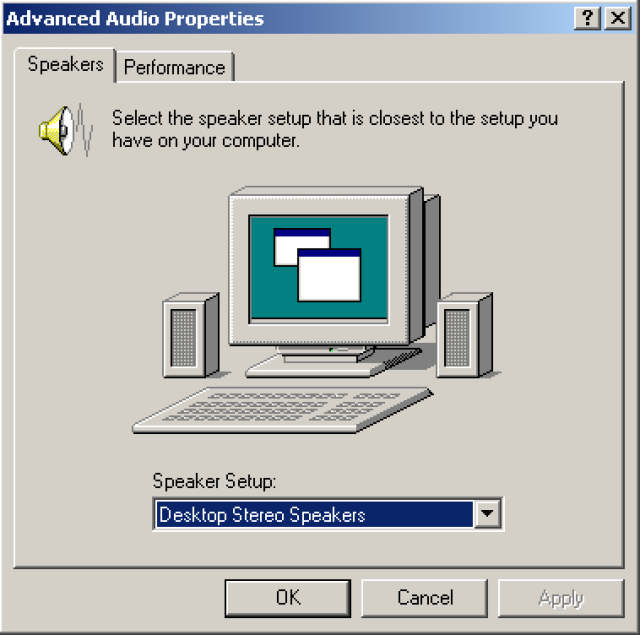 Advanced Audio Properties
Speakers
Performance
Select the speaker setup that is closest to the setup you
have on your computer.
Speaker Setup:
Desktop Stereo Speakers
OK
Cancel
Apply